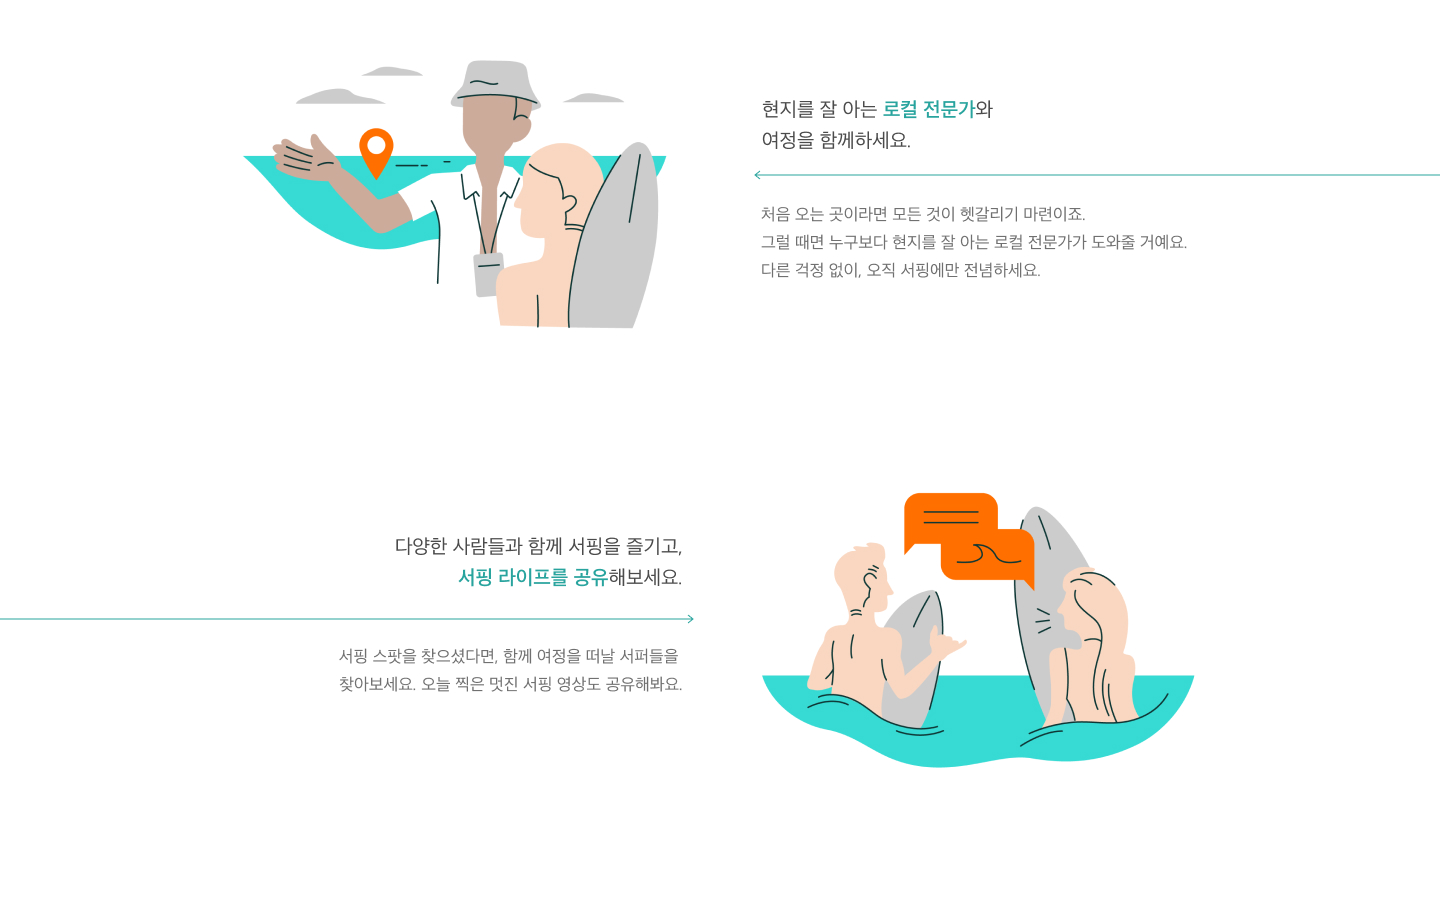 현지를 잘 아는 로컬 전문가와
여정을 함께하세요.
처음 오는 곳이라면 모든 것이 헷갈리기 마련이죠.
그럴 때면 누구보다 현지를 잘 아는 로컬 전문가가 도와줄 거예요.
다른 걱정 없이, 오직 서핑에만 전념하세요.
다양한 사람들과 함께 서핑을 즐기고,
서핑 라이프를 공유해보세요.
서핑 스팟을 찾으셨다면, 함께 여정을 떠날 서퍼들을
찾아보세요. 오늘 찍은 멋진 서핑 영상도 공유해봐요.